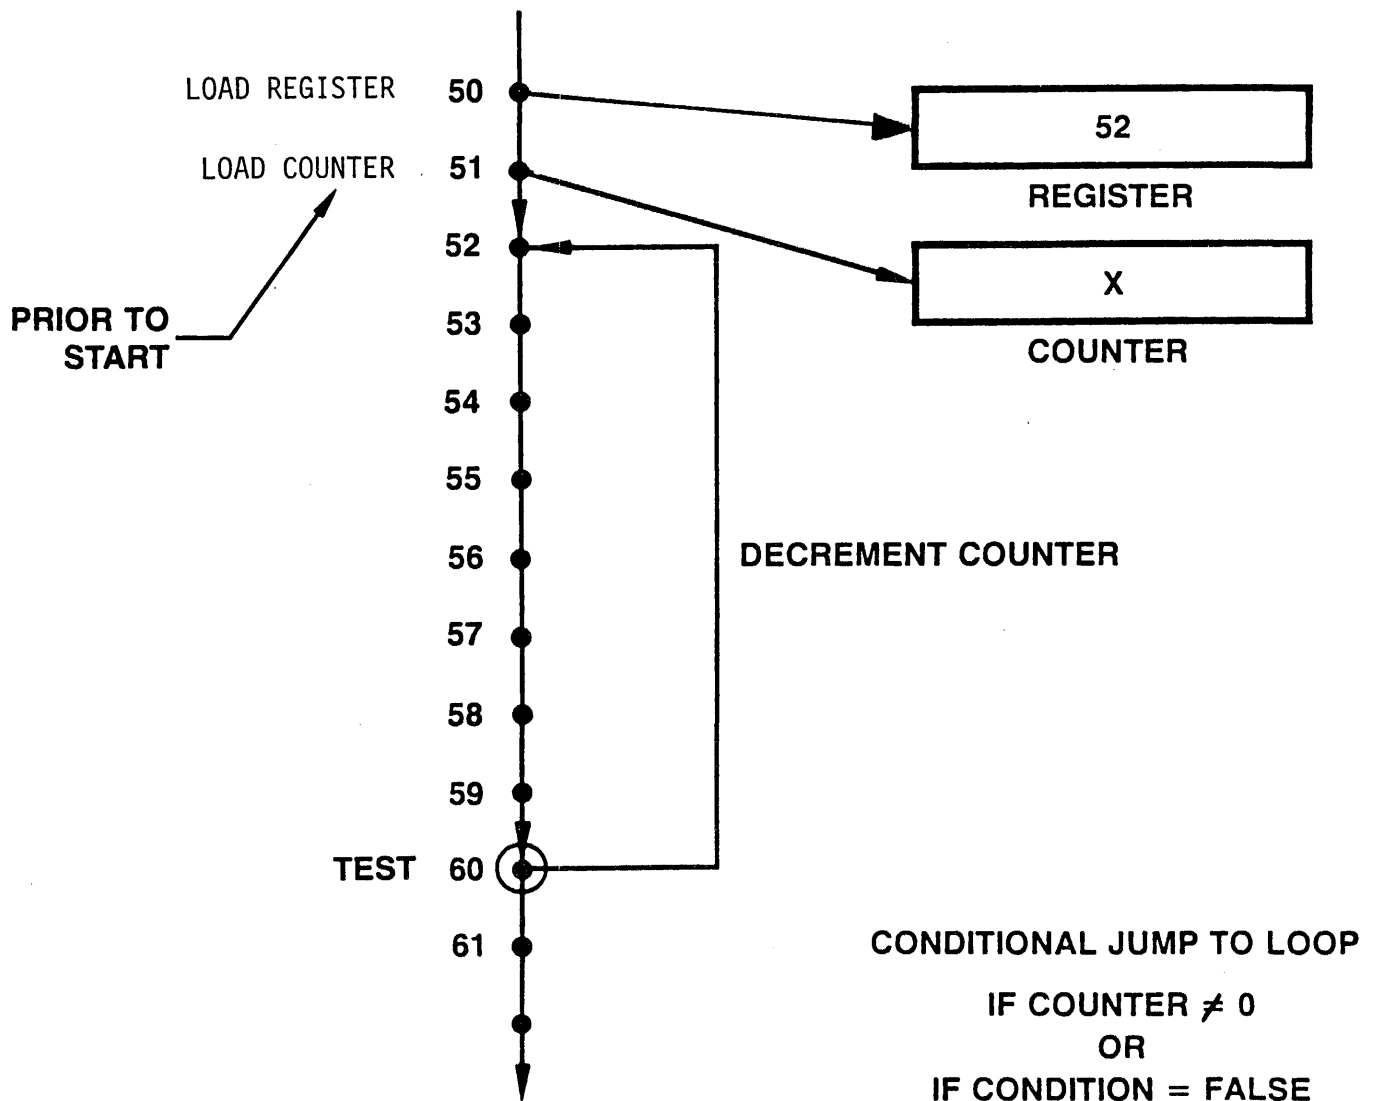 LOAD REGISTER 50
52
REGISTER
LOAD COUNTER 51
X
COUNTER
PRIOR TO
START
52
53
54
55
56
57
58
59
DECREMENT COUNTER
TEST 60
61
CONDITIONAL JUMP TO LOOP
IF COUNTER ≠ 0
OR
IF CONDITION = FALSE